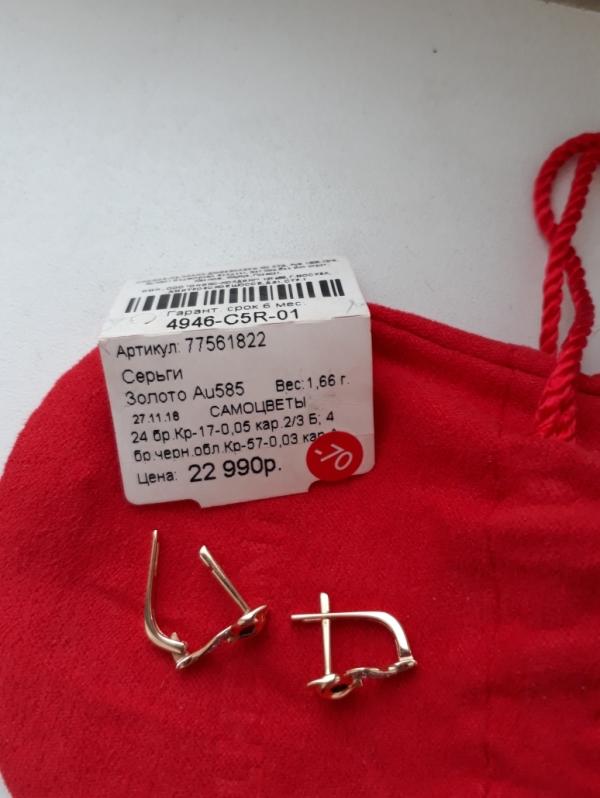 Гарант. срок 6 мес.
4946-C5R-01
Артикул: 77561822
Серьги
Золото Au585 Вес:1,66 г.
27.11.18 САМОЦВЕТЫ
24 бр.Кр-17-0,05 кар.2/3 Б; 4
бр.черн.обл.Кр-57-0,03
Цена: 22 990р.
-70